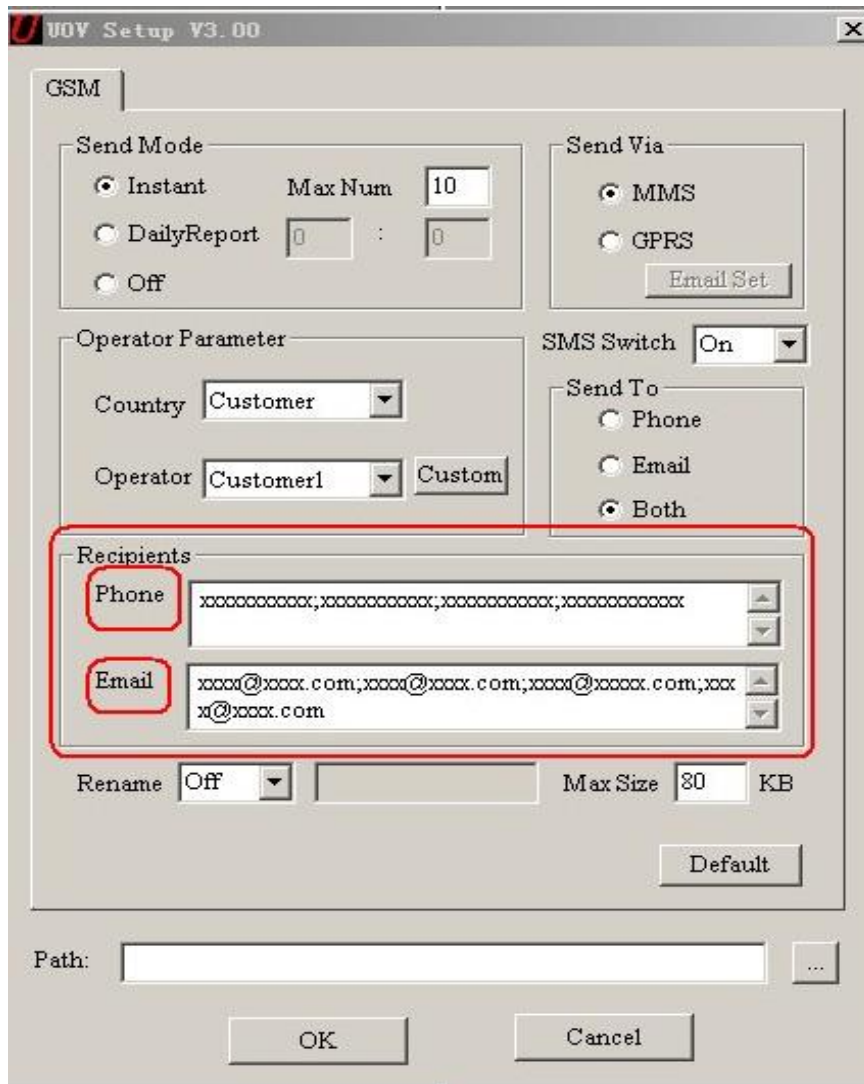 UOV Setup V3.00
GSM
Send Mode
Instant Max Num 10
DailyReport 0 : 0
Off
Send Via
MMS
GPRS
Email Set
Operator Parameter
Country Customer
Operator Customer1 Custom
SMS Switch On
Send To
Phone
Email
Both
Recipients
Phone xxxxxxxxxxx;xxxxxxxxxxx;xxxxxxxxxxx;xxxxxxxxxxxx
Email xxxx@xxxx.com;xxxx@xxxx.com;xxxx@xxxxx.com;xxx
x@xxxx.com
Rename Off Max Size 80 KB
Default
Path: ...
OK Cancel